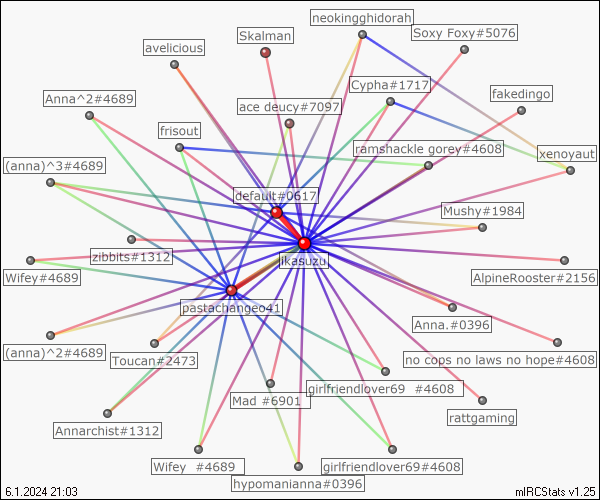 neokingghidorah
Skalman
Soxy Foxy#5076
avelicious
Cypha#1717
fakedingo
Anna^2#4689
ace deucy#7097
frisout
ramshackle gorey#4608
xenoyaut
(anna)^3#4689
default#0617
Mushy#1984
zibbits#1312
ikasuzu
Wifey#4689
AlpineRooster#2156
pastachangeo41
Anna.#0396
(anna)^2#4689
Toucan#2473
no cops no laws no hope#4608
girlfriendlover69 #4608
Mad #6901
rattgaming
Annarchist#1312
Wifey #4689
girlfriendlover69#4608
hypomanianna#0396
6.1.2024 21:03
mIRCStats v1.25